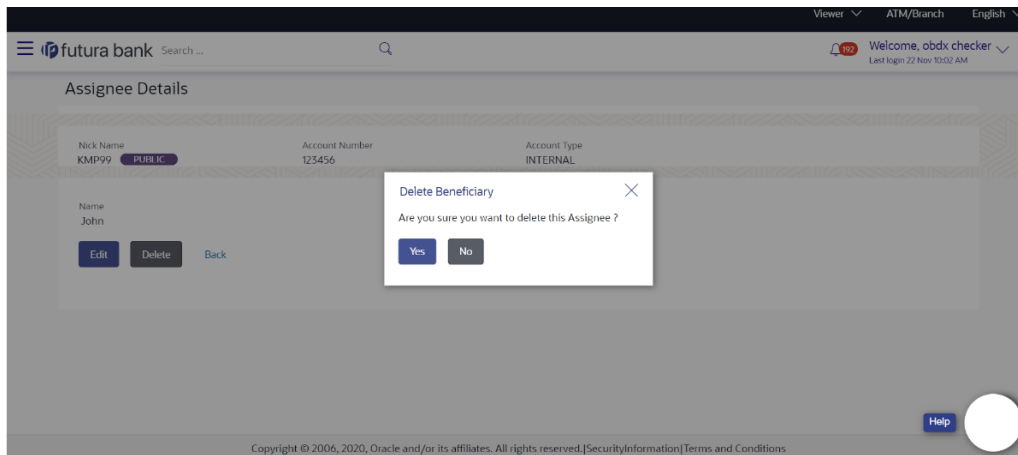 Viewer ATM/Branch English
futura bank Search ... 192 Welcome, obdx checker
Last login 22 Nov 10:02 AM
Assignee Details
Nick Name Account Number Account Type
KMP99 PUBLIC 123456 INTERNAL
Delete Beneficiary
Are you sure you want to delete this Assignee ?
Yes No
Name
John
Edit Delete Back
Help
Copyright © 2006, 2020, Oracle and/or its affiliates. All rights reserved.|SecurityInformation|Terms and Conditions